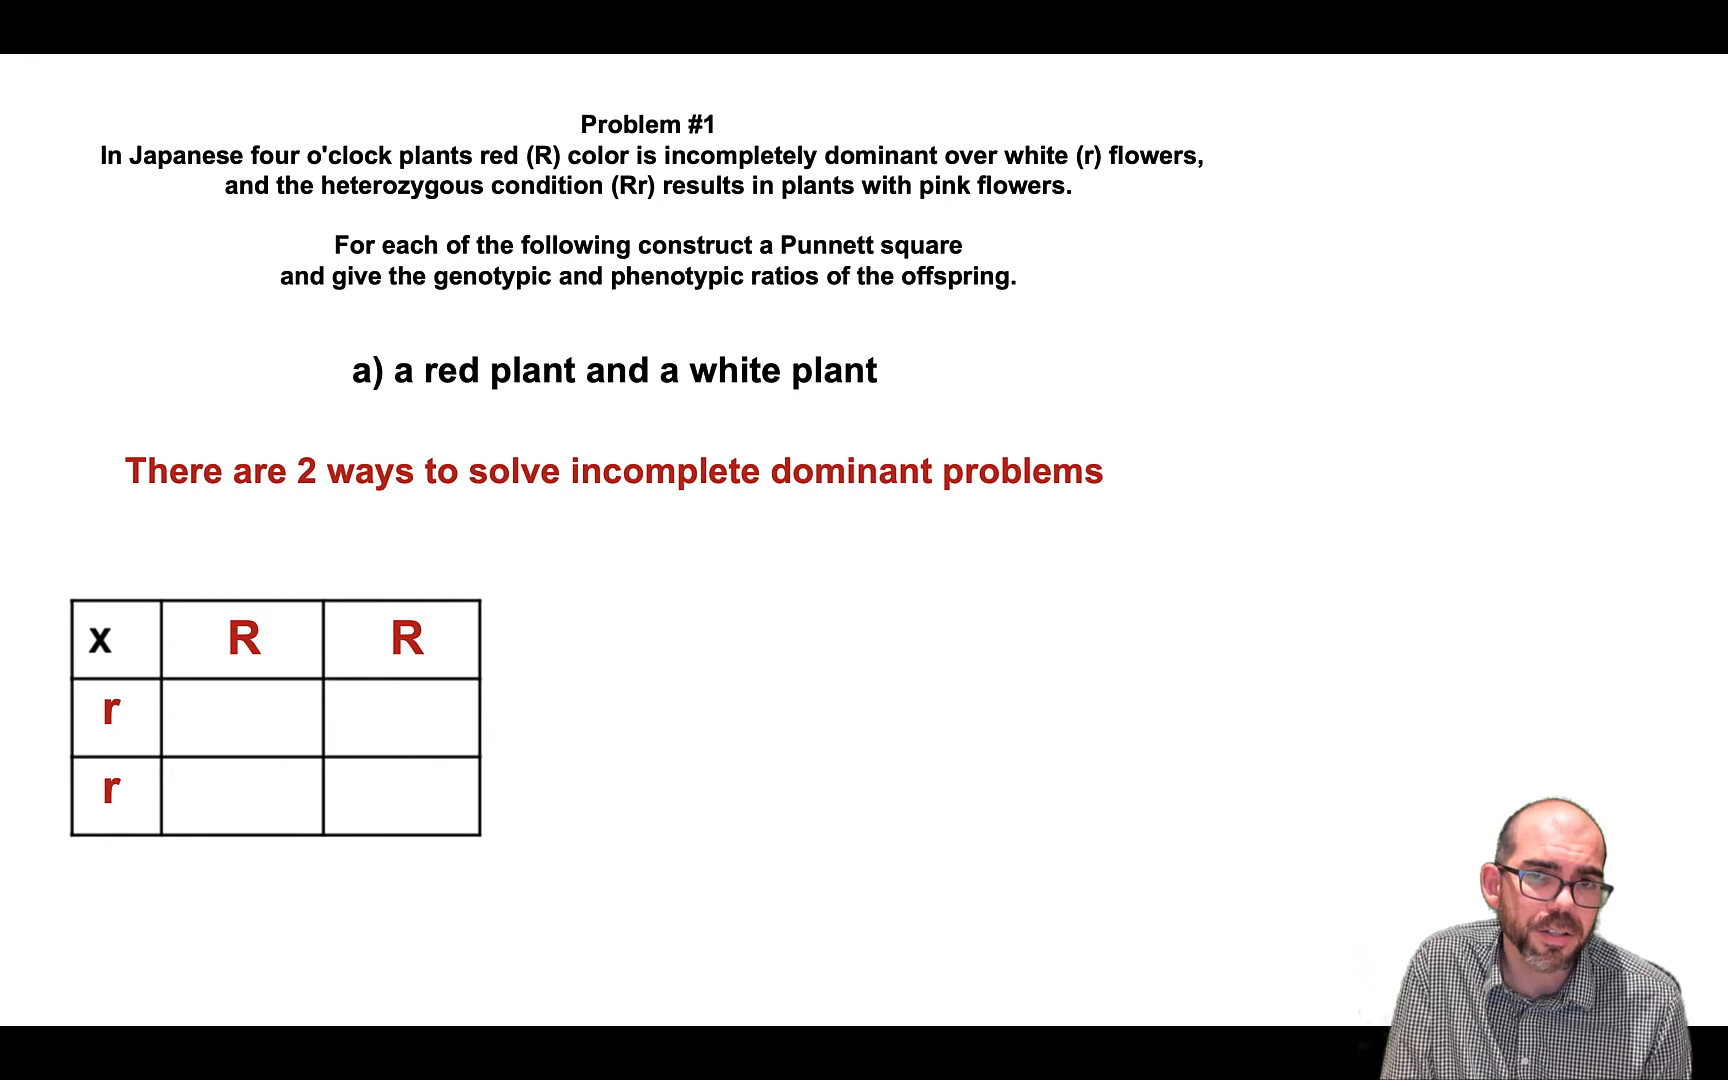 Problem #1
In Japanese four o'clock plants red (R) color is incompletely dominant over white (r) flowers,
and the heterozygous condition (Rr) results in plants with pink flowers.
For each of the following construct a Punnett square
and give the genotypic and phenotypic ratios of the offspring.
a) a red plant and a white plant
There are 2 ways to solve incomplete dominant problems
x R R
r
r